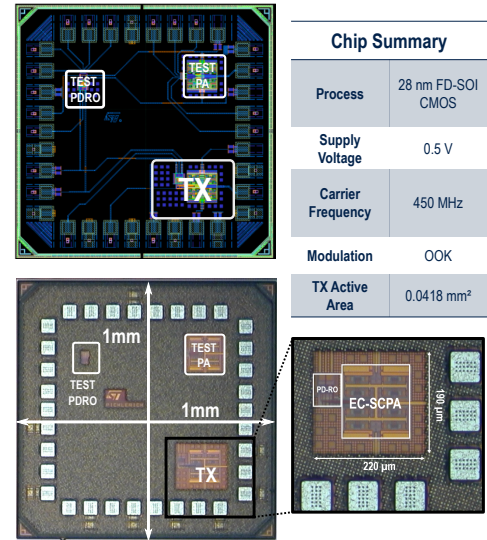 TEST
PDRO
TEST
PA
TX
Chip Summary
Process
28 nm FD-SOI
CMOS
Supply
Voltage
0.5 V
Carrier
Frequency
450 MHz
Modulation
OOK
TX Active
Area
0.0418 mm²
1mm
TEST
PDRO
TEST
PA
1mm
TX
PD-RO
EC-SCPA
190 µm
220 µm